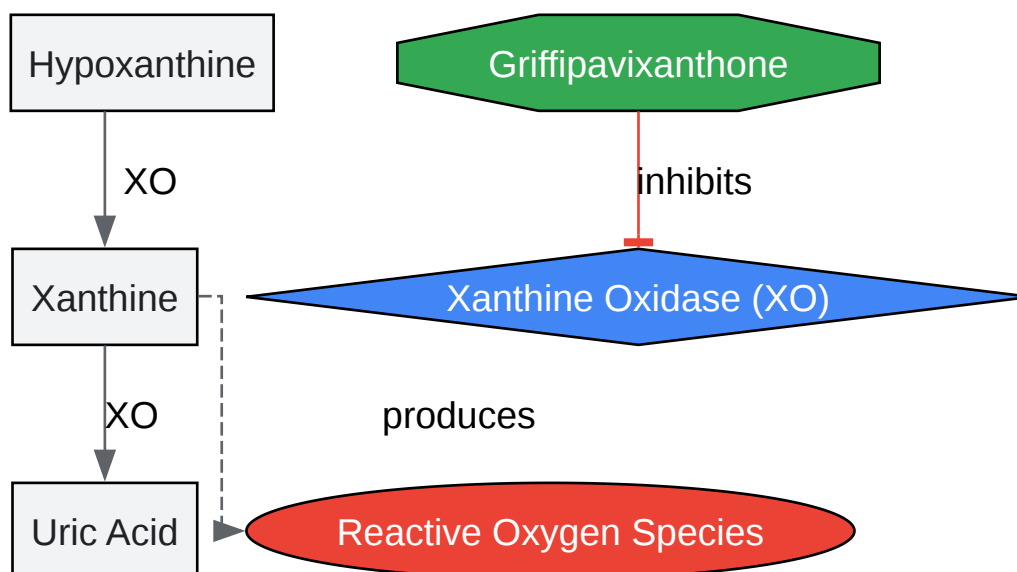 Hypoxanthine
Griffipavixanthone
XO
inhibits
Xanthine
Xanthine Oxidase (XO)
XO
produces
Uric Acid
Reactive Oxygen Species